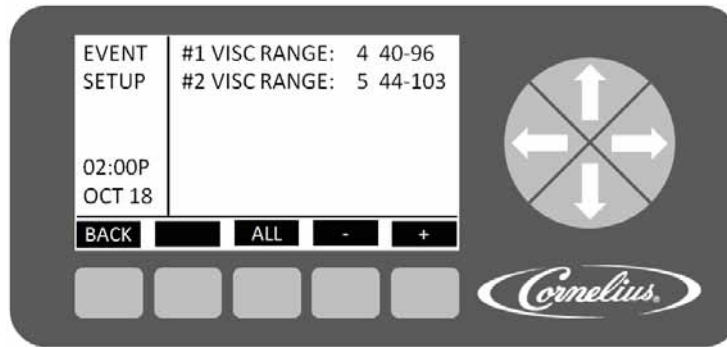 EVENT
SETUP
#1 VISC RANGE: 4 40-96
#2 VISC RANGE: 5 44-103
02:00P
OCT 18
BACK
ALL
-
+
Cornelius.